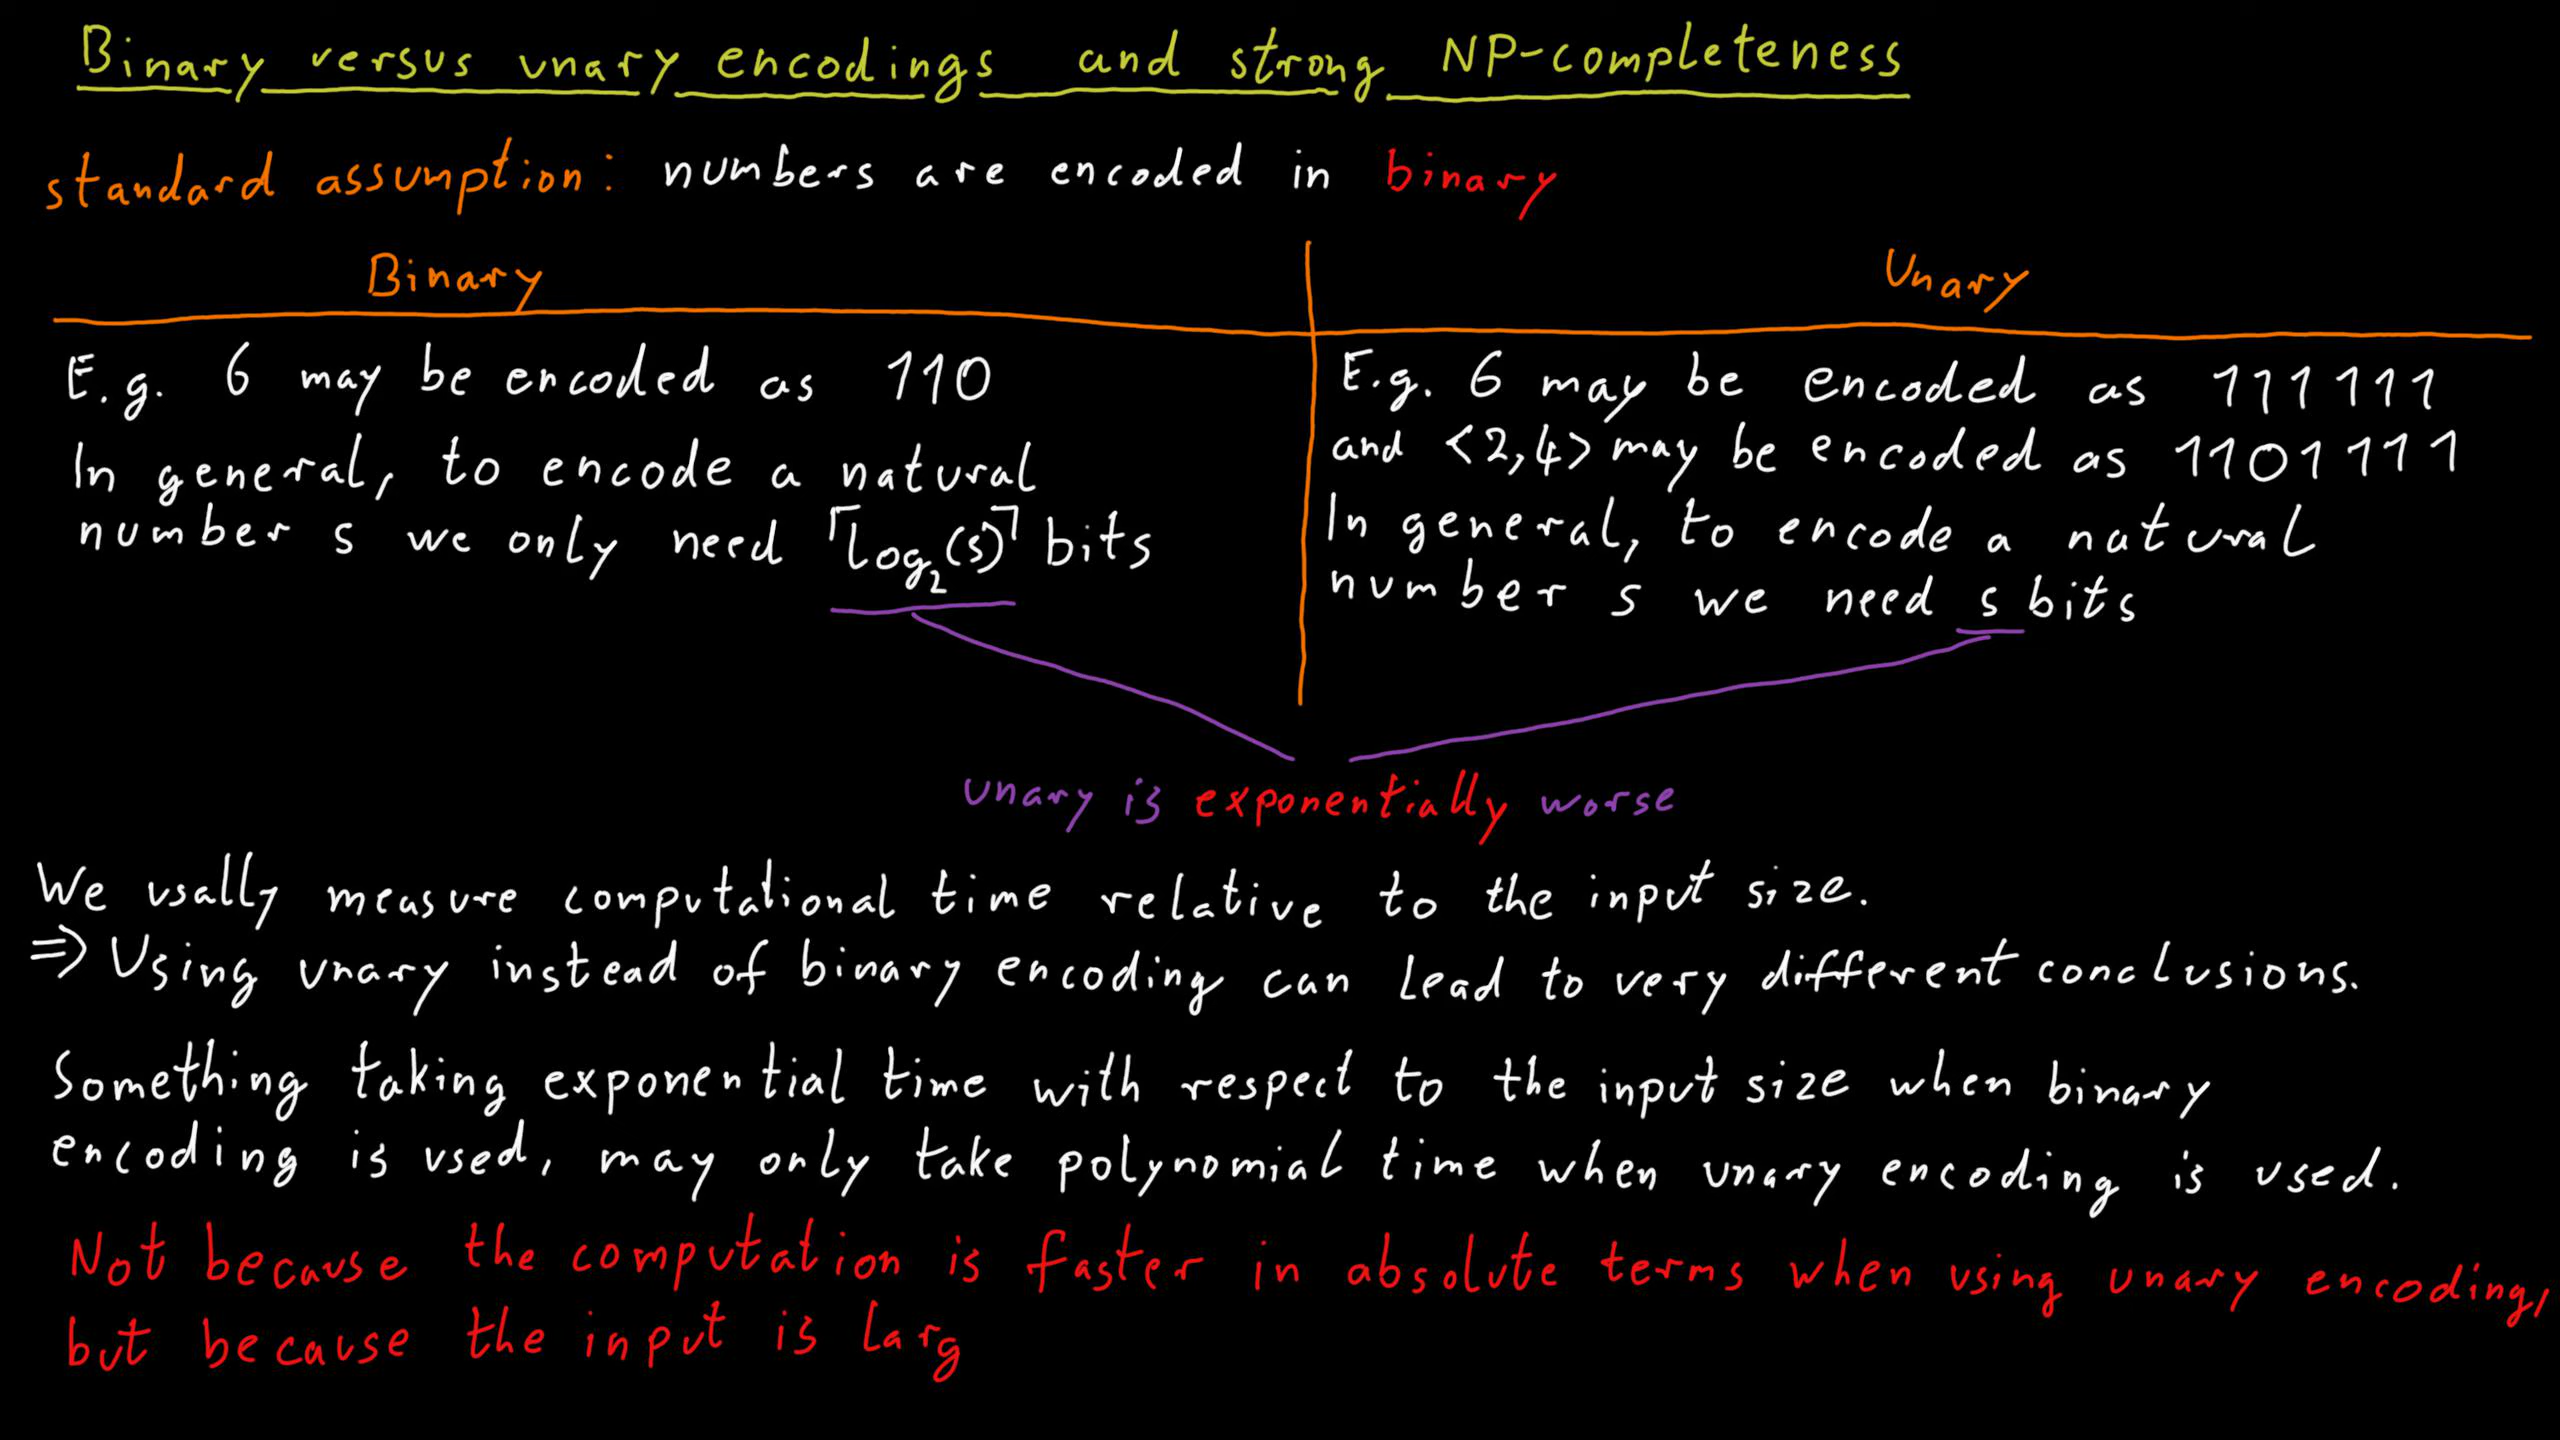 Binary versus unary encodings and strong NP-completeness
standard assumption: numbers are encoded in binary
Binary
E.g. 6 may be encoded as 110
In general, to encode a natural
number s we only need ⌈log₂(s)⌉ bits
Unary
E.g. 6 may be encoded as 111111
and <2,4> may be encoded as 1101111
In general, to encode a natural
number s we need s bits
unary is exponentially worse
We usally measure computational time relative to the input size.
⇒ Using unary instead of binary encoding can lead to very different conclusions.
Something taking exponential time with respect to the input size when binary
encoding is used, may only take polynomial time when unary encoding is used.
Not because the computation is faster in absolute terms when using unary encoding,
but because the input is larg